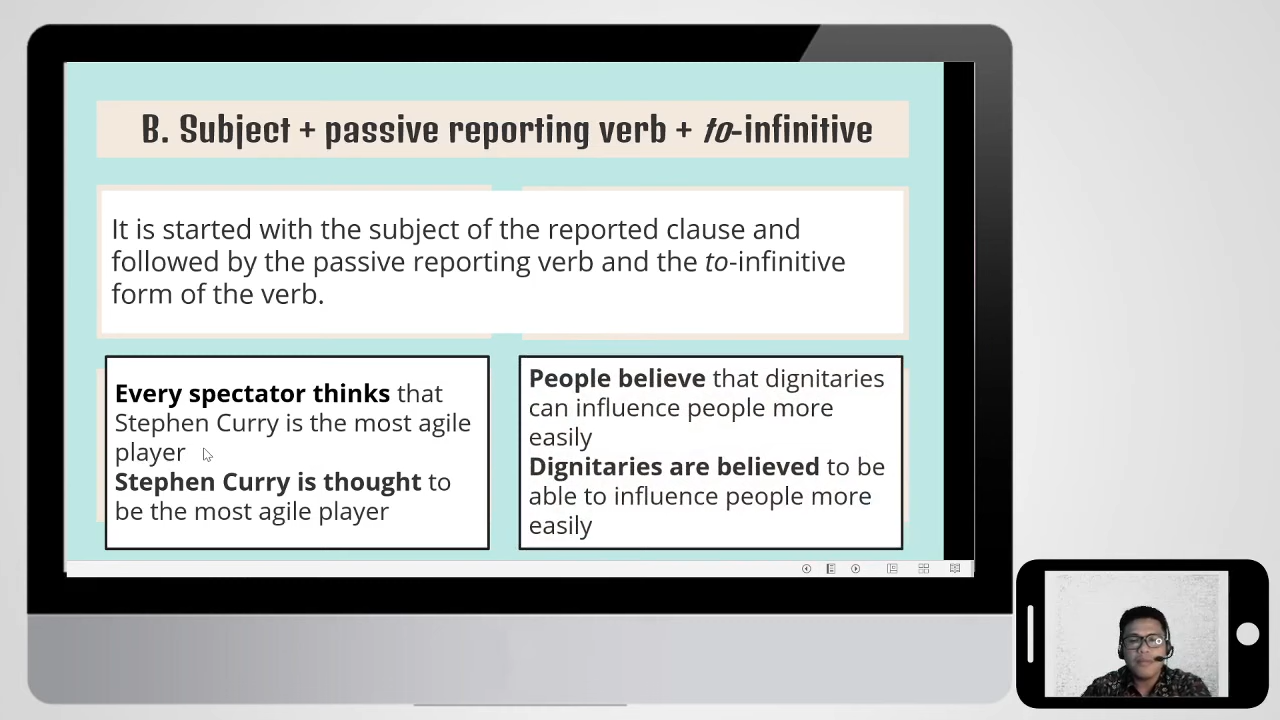 B. Subject + passive reporting verb + to-infinitive
It is started with the subject of the reported clause and
followed by the passive reporting verb and the to-infinitive
form of the verb.
Every spectator thinks that
Stephen Curry is the most agile
player
Stephen Curry is thought to
be the most agile player
People believe that dignitaries
can influence people more
easily
Dignitaries are believed to be
able to influence people more
easily